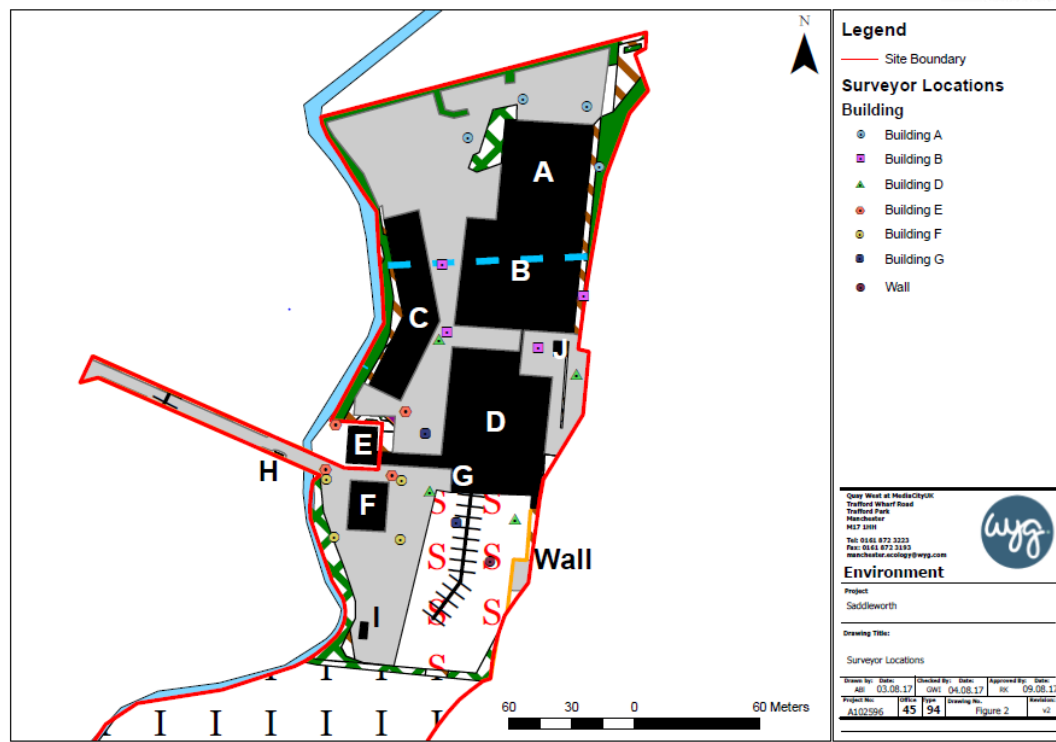 N
A
B
C
J
D
E
H
G
F
S S
S S
Wall
S S
I
S S
S
I I I
I I I I I I
60 30 0 60 Meters
Legend
Site Boundary
Surveyor Locations
Building
Building A
Building B
Building D
Building E
Building F
Building G
Wall
Quay West at MediaCityUK
Trafford Wharf Road
Trafford Park
Manchester
M17 1HH
Tel: 0161 872 3223
Fax: 0161 872 3193
manchester.ecology@wyg.com
wyg.
Environment
Project
Saddleworth
Drawing Title:
Surveyor Locations
Drawn by: Date: Checked By: Date: Approved By: Date:
ABI 03.08.17 GW1 04.08.17 RK 09.08.17
Project No: Office Type Drawing No. Revision:
A102596 45 94 Figure 2 v2